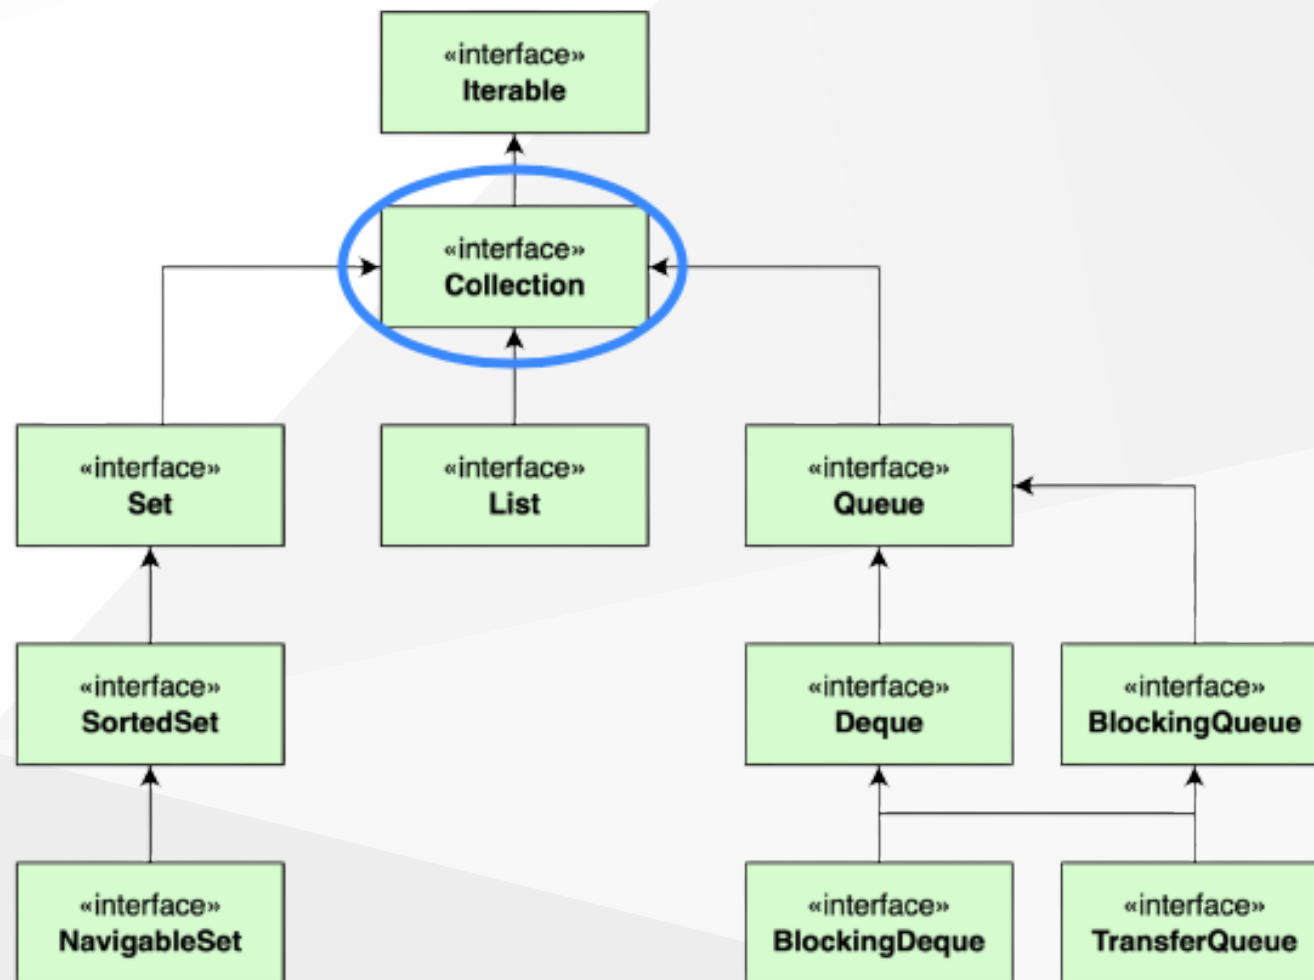 «interface»
Iterable
«interface»
Collection
«interface»
Set
«interface»
List
«interface»
Queue
«interface»
SortedSet
«interface»
Deque
«interface»
BlockingQueue
«interface»
NavigableSet
«interface»
BlockingDeque
«interface»
TransferQueue